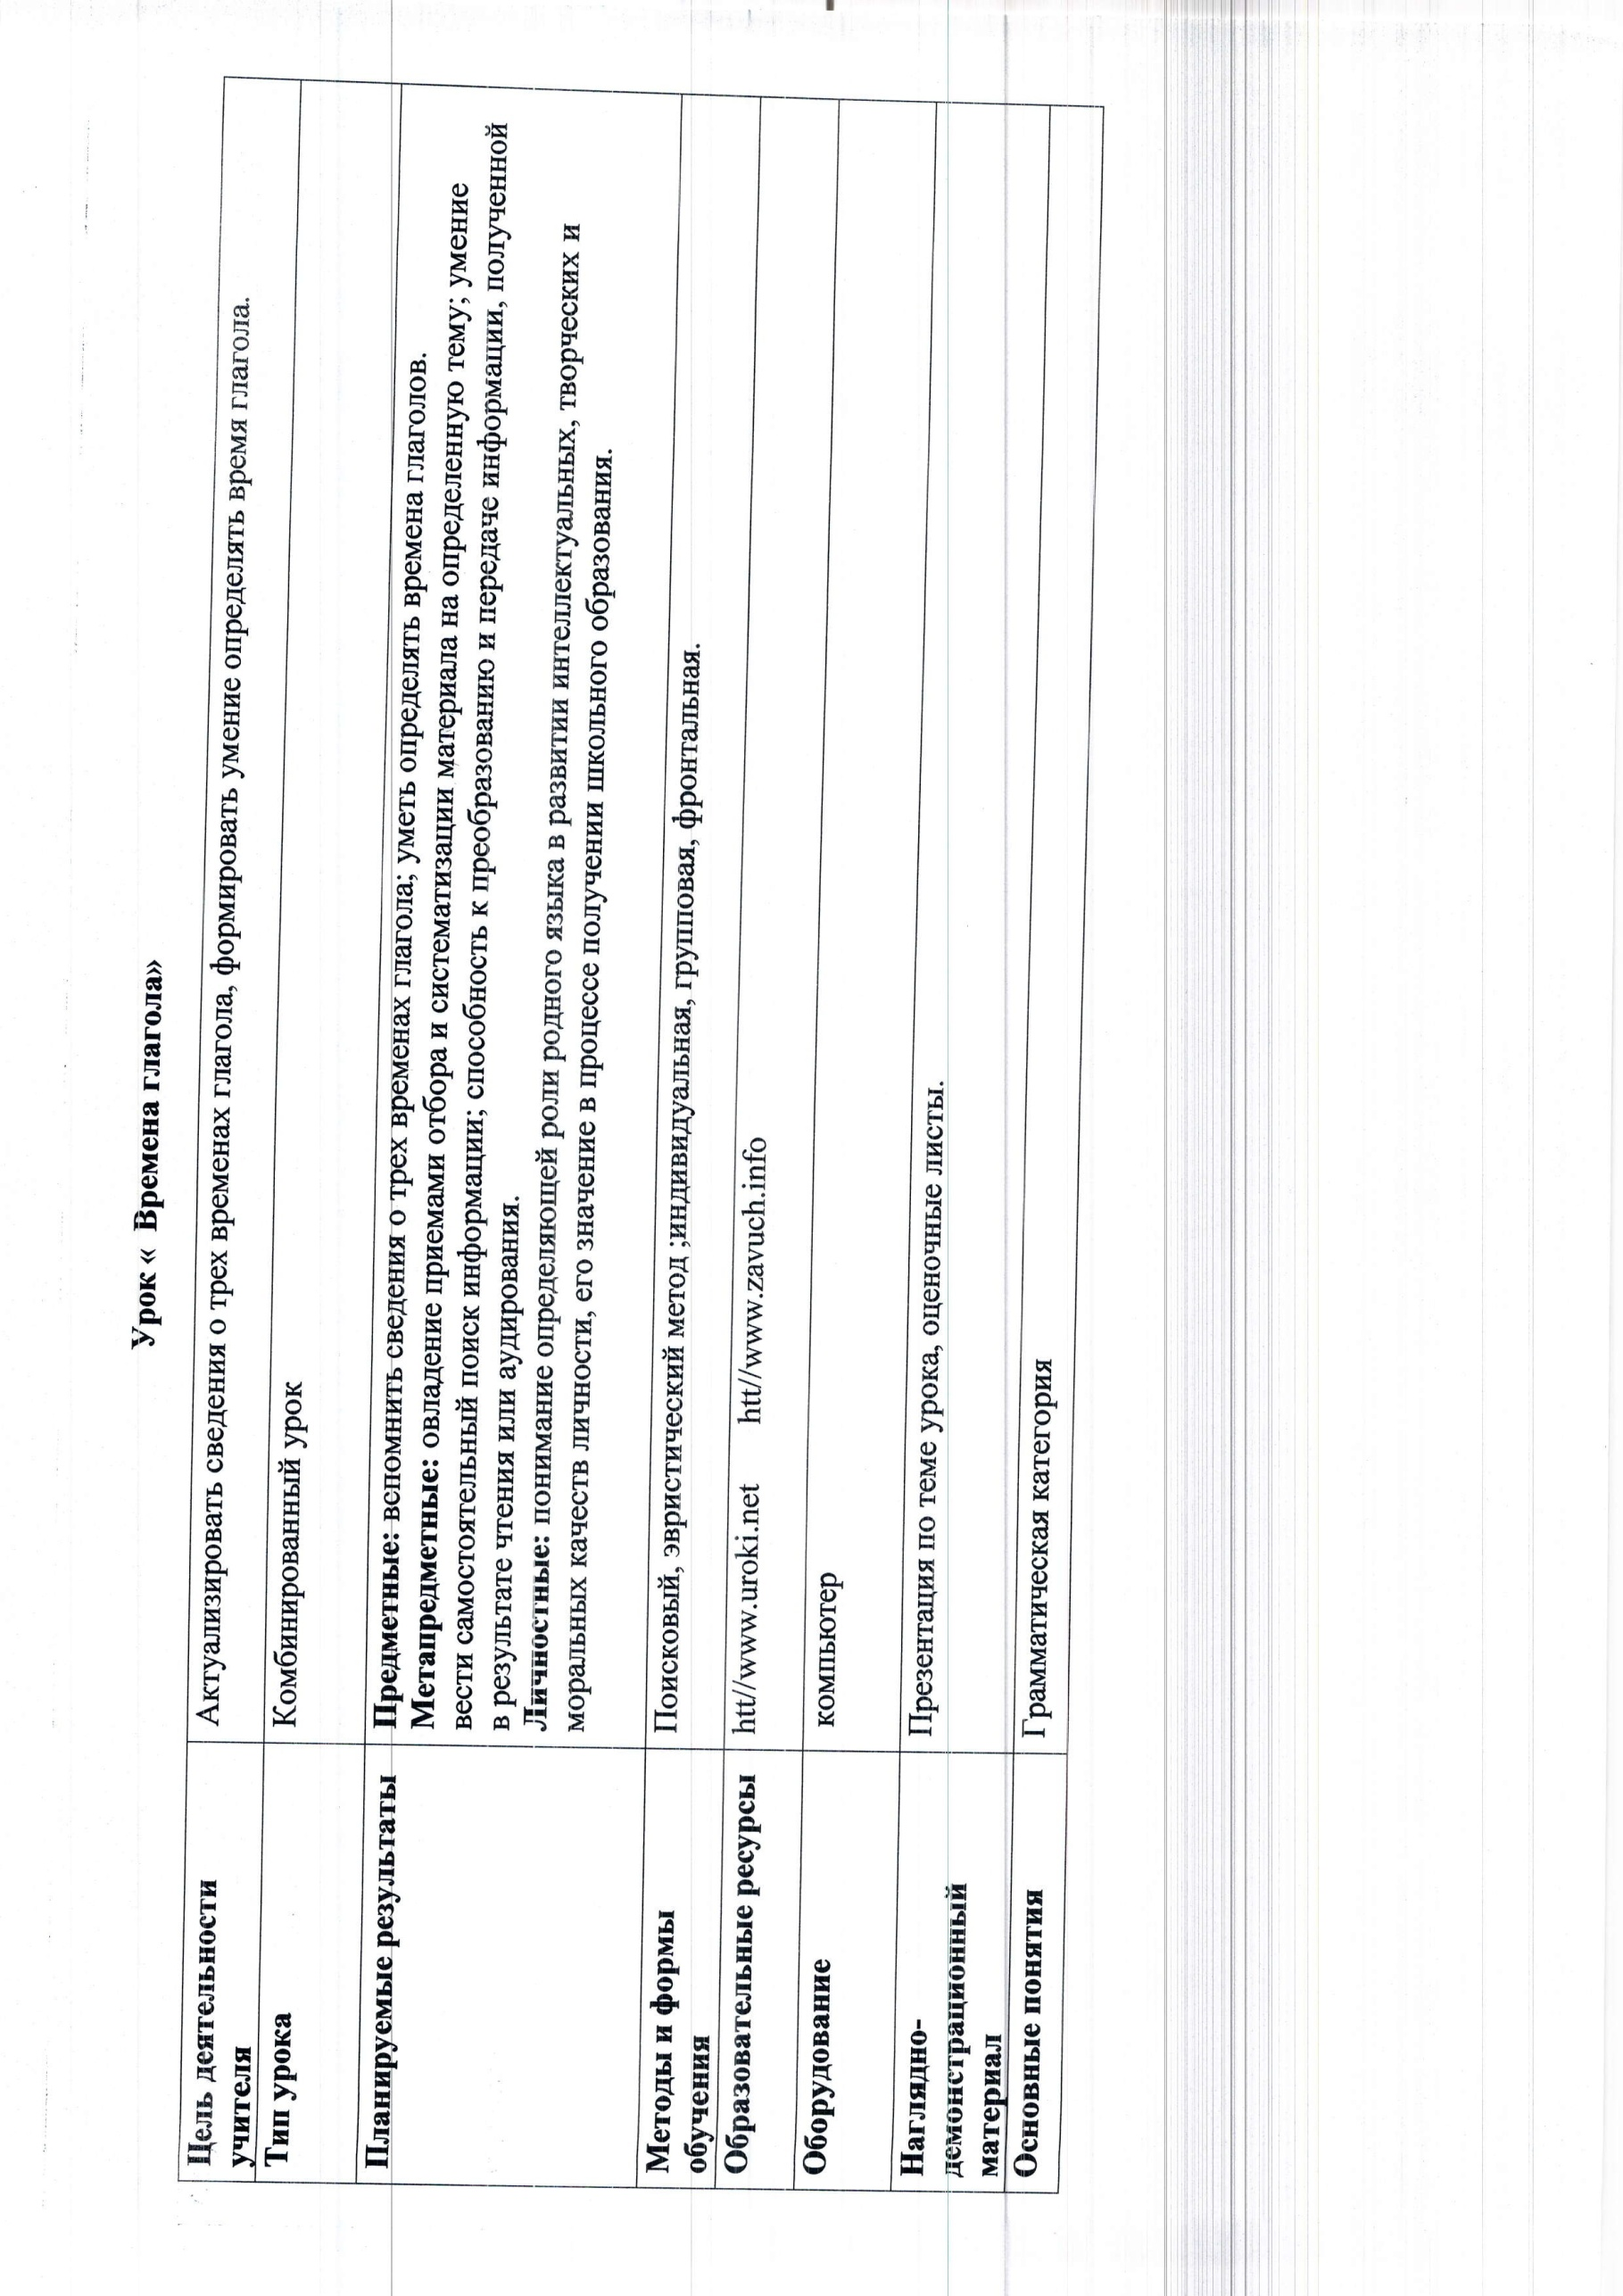 Урок « Времена глагола»
Цель деятельности
учителя
Актуализировать сведения о трех временах глагола, формировать умение определять время глагола.
Тип урока
Комбинированный урок
Планируемые результаты
Предметные: вспомнить сведения о трех временах глагола; уметь определять времена глаголов.
Метапредметные: овладение приемами отбора и систематизации материала на определенную тему; умение
вести самостоятельный поиск информации; способность к преобразованию и передаче информации, полученной
в результате чтения или аудирования.
Личностные: понимание определяющей роли родного языка в развитии интеллектуальных, творческих и
моральных качеств личности, его значение в процессе получении школьного образования.
Методы и формы
обучения
Поисковый, эвристический метод ;индивидуальная, групповая, фронтальная.
Образовательные ресурсы
htt//www.uroki.net htt//www.zavuch.info
Оборудование
компьютер
Наглядно-
демонстрационный
материал
Презентация по теме урока, оценочные листы.
Основные понятия
Грамматическая категория